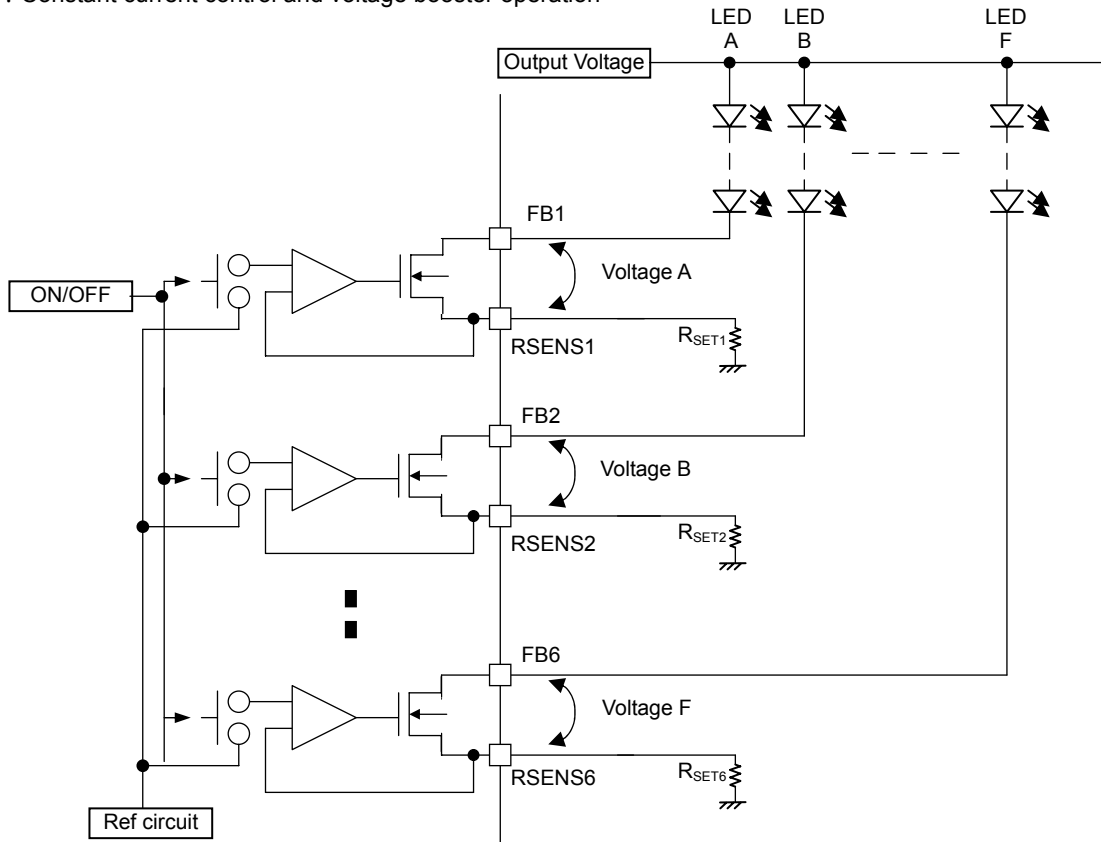 Constant current control and voltage booster operation
LED A
LED B
LED F
Output Voltage
FB1
Voltage A
ON/OFF
RSET1
RSENS1
FB2
Voltage B
RSET2
RSENS2
FB6
Voltage F
RSET6
RSENS6
Ref circuit